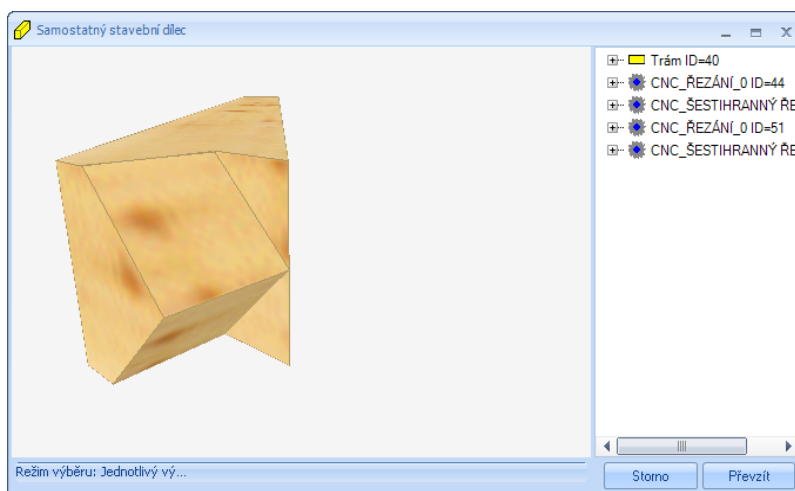 Samostatný stavební dílec
Trám ID=40
CNC_ŘEZÁNÍ_0 ID=44
CNC_ŠESTIHRANNÝ ŘE
CNC_ŘEZÁNÍ_0 ID=51
CNC_ŠESTIHRANNÝ ŘE
Režim výběru: Jednotlivý vý...
Storno
Převzít